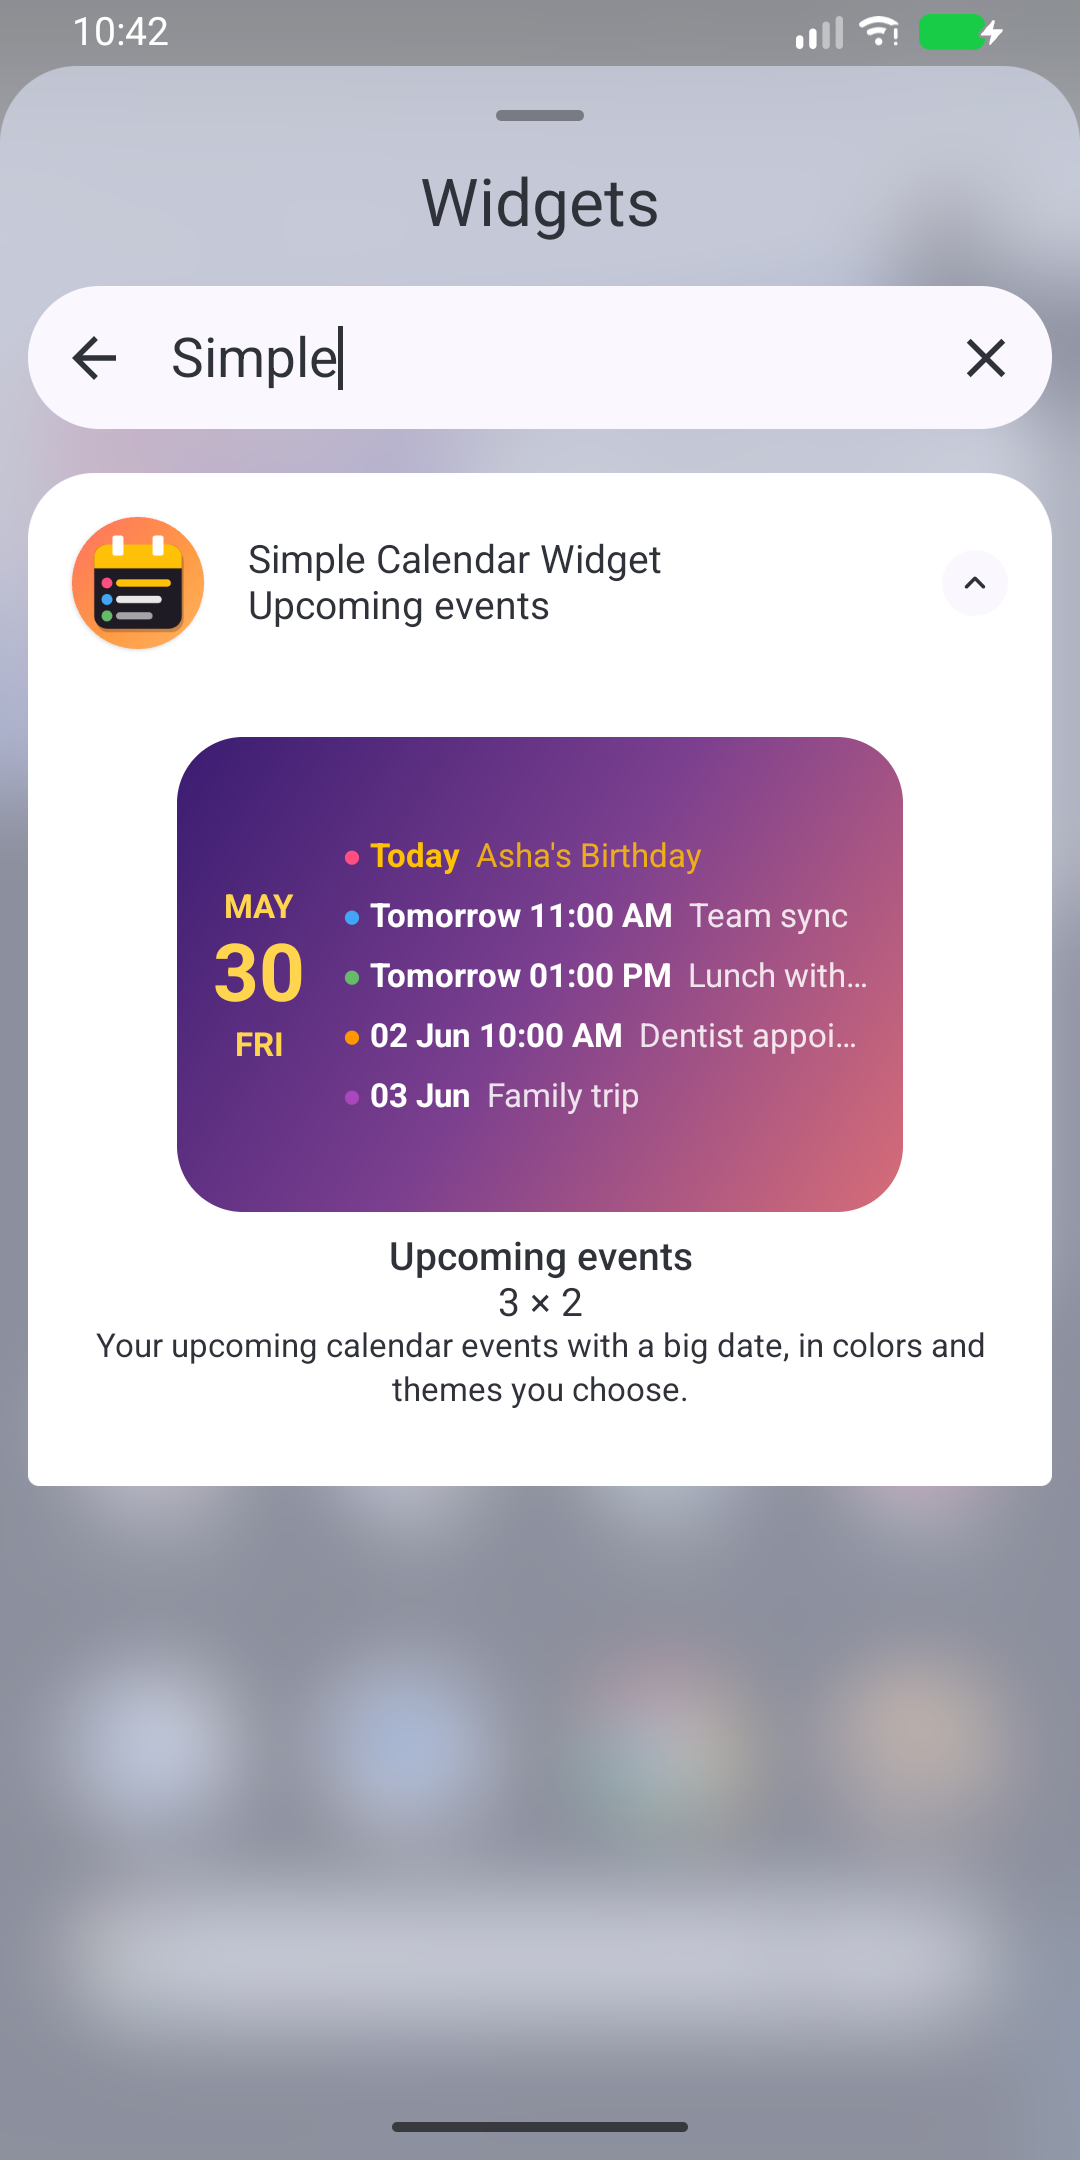 10:42
Widgets
Simple
Simple Calendar Widget
Upcoming events
Today Asha's Birthday
MAY
Tomorrow 11:00 AM Team sync
30
Tomorrow 01:00 PM Lunch with...
FRI
02 Jun 10:00 AM Dentist appoi...
03 Jun Family trip
Upcoming events
3 × 2
Your upcoming calendar events with a big date, in colors and
themes you choose.